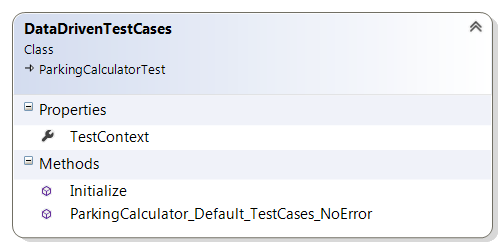 DataDrivenTestCases
Class
ParkingCalculatorTest
Properties
TestContext
Methods
Initialize
ParkingCalculator_Default_TestCases_NoError